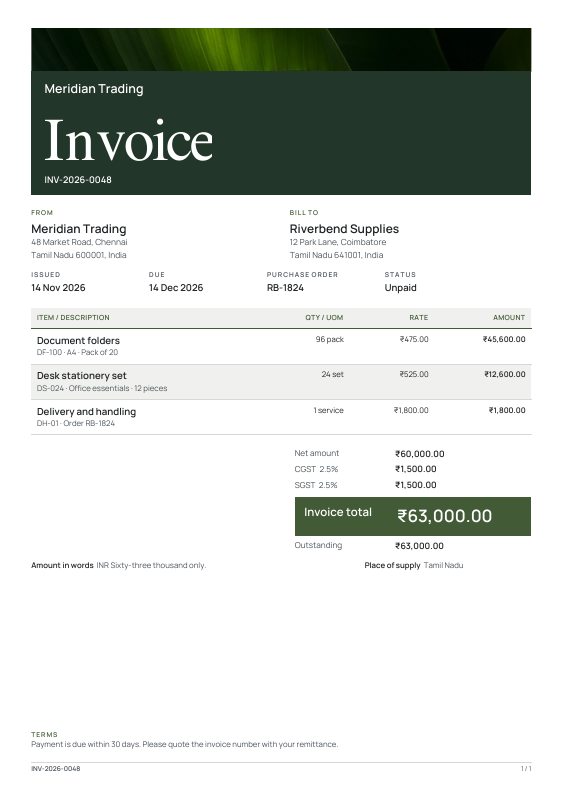 Meridian Trading
Invoice
INV-2026-0048
FROM
Meridian Trading
48 Market Road, Chennai
Tamil Nadu 600001, India
BILL TO
Riverbend Supplies
12 Park Lane, Coimbatore
Tamil Nadu 641001, India
ISSUED DUE PURCHASE ORDER STATUS
14 Nov 2026 14 Dec 2026 RB-1824 Unpaid
ITEM / DESCRIPTION QTY / UOM RATE AMOUNT
Document folders 96 pack ₹475.00 ₹45,600.00
DF-100 · A4 · Pack of 20
Desk stationery set 24 set ₹525.00 ₹12,600.00
DS-024 · Office essentials · 12 pieces
Delivery and handling 1 service ₹1,800.00 ₹1,800.00
DH-01 · Order RB-1824
Net amount ₹60,000.00
CGST 2.5% ₹1,500.00
SGST 2.5% ₹1,500.00
Invoice total ₹63,000.00
Outstanding ₹63,000.00
Amount in words INR Sixty-three thousand only. Place of supply Tamil Nadu
TERMS
Payment is due within 30 days. Please quote the invoice number with your remittance.
INV-2026-0048 1 / 1